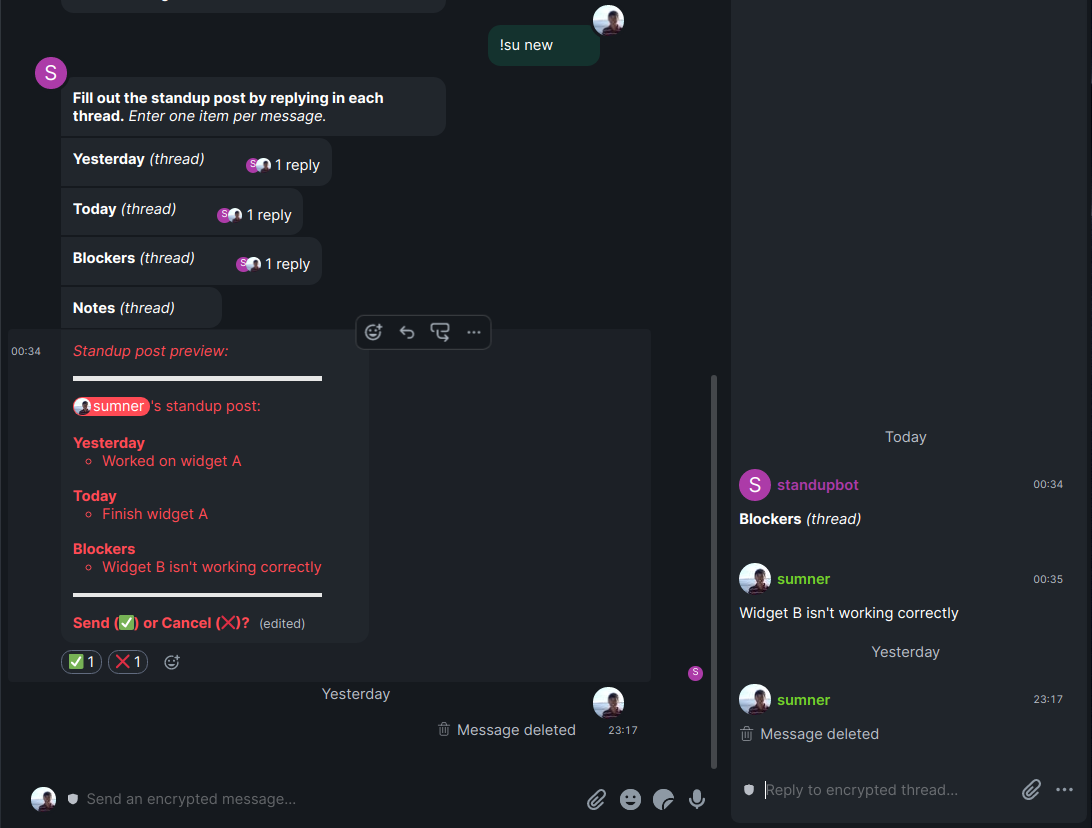 !su new
S
Fill out the standup post by replying in each
thread. Enter one item per message.
Yesterday (thread) S 1 reply
Today (thread) S 1 reply
Blockers (thread) S 1 reply
Notes (thread)
00:34
Standup post preview:
sumner's standup post:
Yesterday
Worked on widget A
Today
Finish widget A
Blockers
Widget B isn't working correctly
Send (✅) or Cancel (❌)? (edited)
✅ 1 ❌ 1
S
Yesterday
Message deleted
23:17
Send an encrypted message...
Today
S standupbot 00:34
Blockers (thread)
sumner 00:35
Widget B isn't working correctly
Yesterday
sumner 23:17
Message deleted
Reply to encrypted thread...